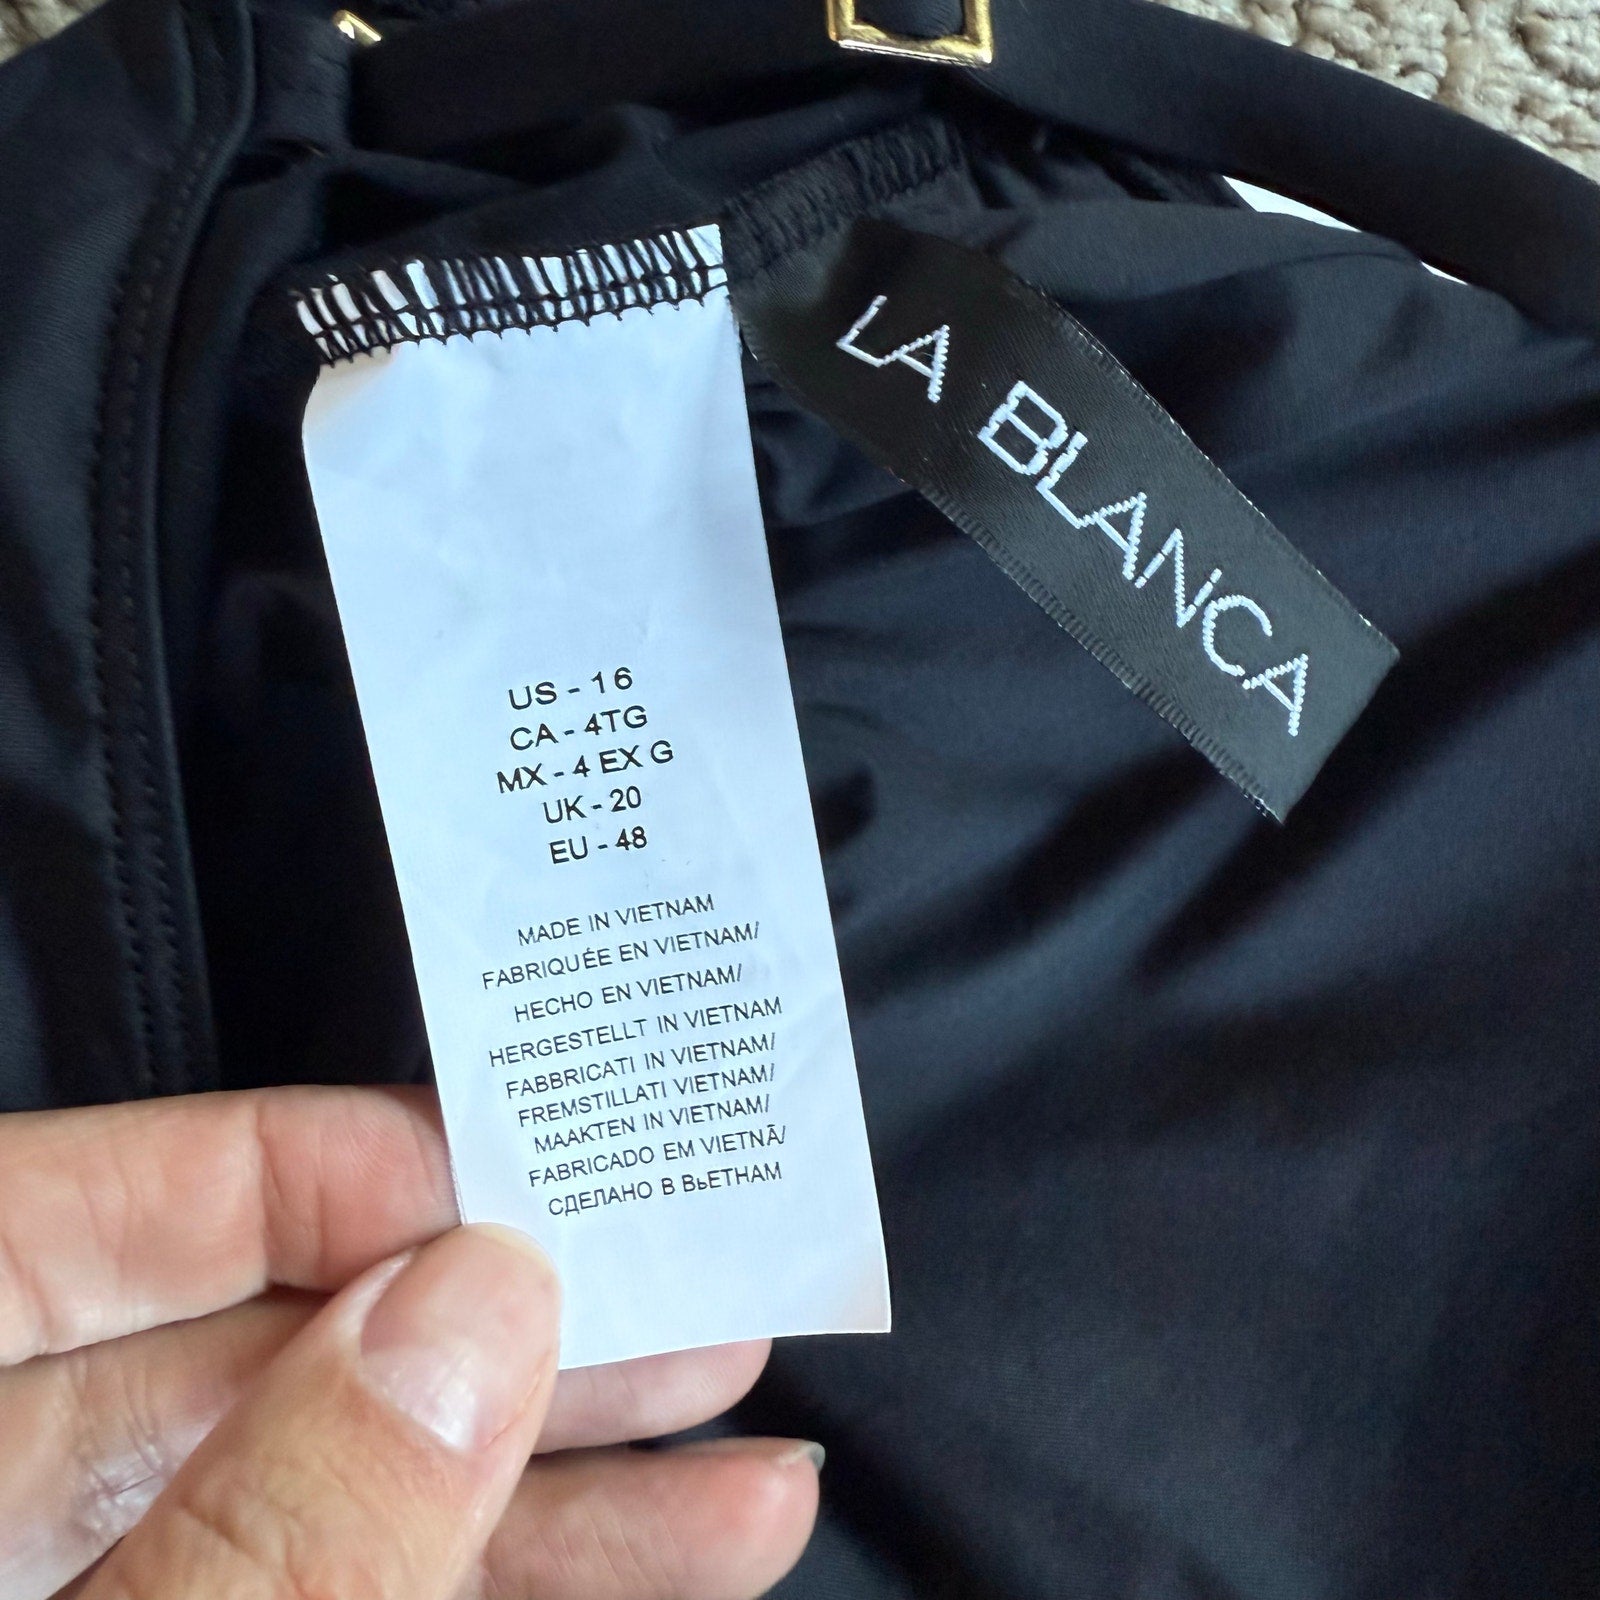 LA BLANCA
US - 16
CA - 4TG
MX - 4 EX G
UK - 20
EU - 48
MADE IN VIETNAM
FABRIQUÉE EN VIETNAM/
HECHO EN VIETNAM/
HERGESTELLT IN VIETNAM
FABBRICATI IN VIETNAM/
FREMSTILLATI VIETNAM/
MAAKTEN IN VIETNAM/
FABRICADO EM VIETNÃ/
СДЕЛАНО В ВЬЕТНАМ